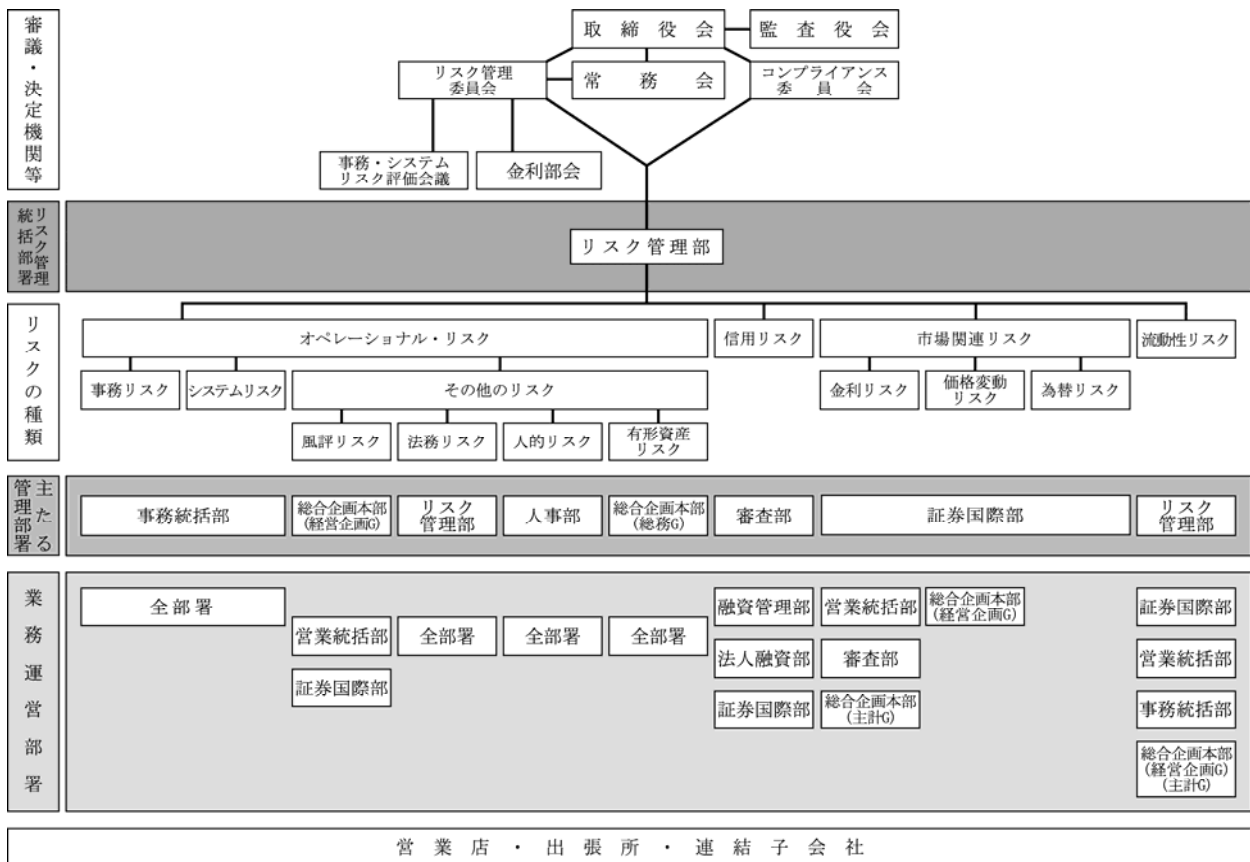 審議・決定機関等
取締役会
監査役会
リスク管理
委員会
常務会
コンプライアンス
委員会
事務・システム
リスク評価会議
金利部会
リスク管理
統括部署
リスク管理部
リスクの種類
オペレーショナル・リスク
信用リスク
市場関連リスク
流動性リスク
事務リスク
システムリスク
その他のリスク
金利リスク
価格変動
リスク
為替リスク
風評リスク
法務リスク
人的リスク
有形資産
リスク
主たる
管理部署
事務統括部
総合企画本部
(経営企画G)
リスク
管理部
人事部
総合企画本部
(総務G)
審査部
証券国際部
リスク
管理部
業務運営部署
全部署
営業統括部
証券国際部
全部署
全部署
全部署
融資管理部
法人融資部
証券国際部
営業統括部
審査部
総合企画本部
(主計G)
総合企画本部
(経営企画G)
証券国際部
営業統括部
事務統括部
総合企画本部
(経営企画G)
(主計G)
営業店・出張所・連結子会社